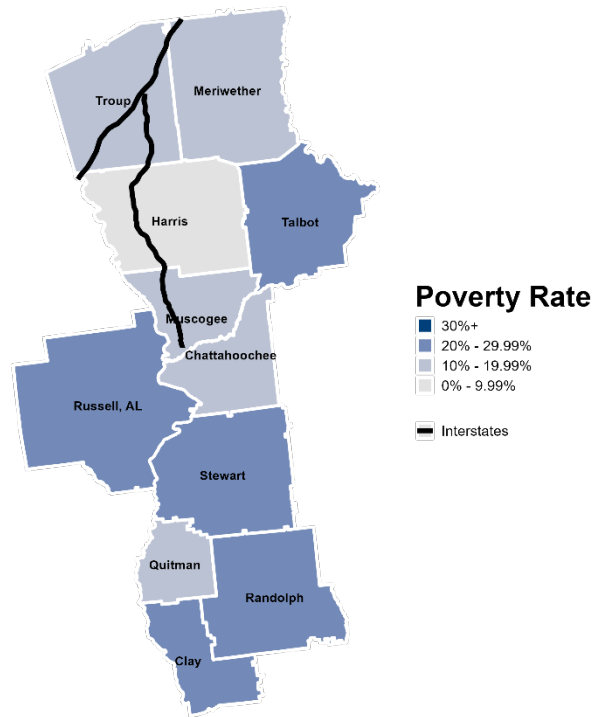 Troup
Meriwether
Harris
Talbot
Muscogee
Chattahoochee
Russell, AL
Stewart
Quitman
Randolph
Clay
Poverty Rate
30%+
20% - 29.99%
10% - 19.99%
0% - 9.99%
Interstates